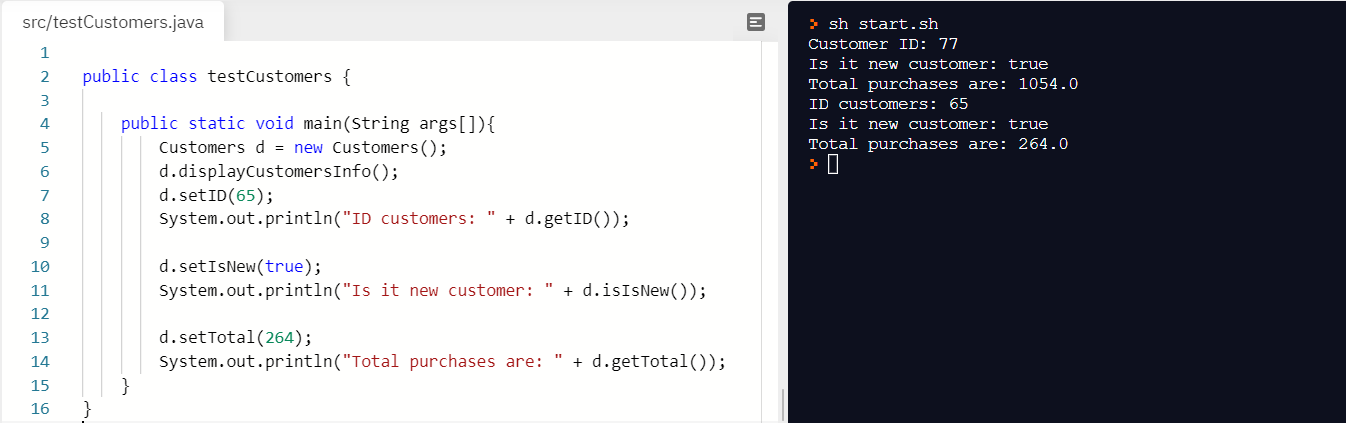 src/testCustomers.java
1
2 public class testCustomers {
3
4 public static void main(String args[]){
5 Customers d = new Customers();
6 d.displayCustomersInfo();
7 d.setID(65);
8 System.out.println("ID customers: " + d.getID());
9
10 d.setIsNew(true);
11 System.out.println("Is it new customer: " + d.isIsNew());
12
13 d.setTotal(264);
14 System.out.println("Total purchases are: " + d.getTotal());
15 }
16 }
> sh start.sh
Customer ID: 77
Is it new customer: true
Total purchases are: 1054.0
ID customers: 65
Is it new customer: true
Total purchases are: 264.0
>